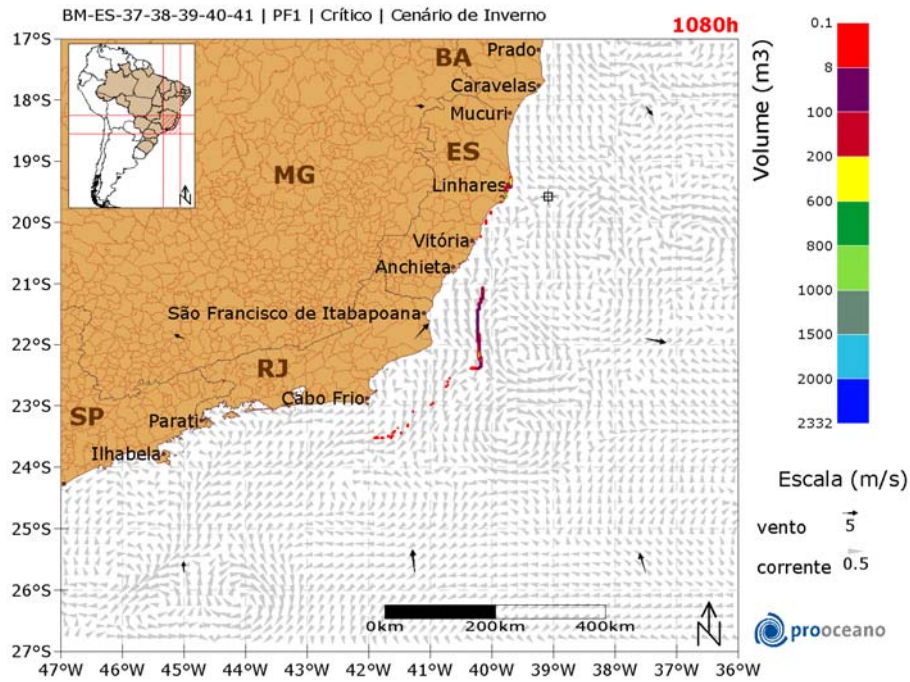 BM-ES-37-38-39-40-41 | PF1 | Crítico | Cenário de Inverno
1080h
17°S
18°S
19°S
20°S
21°S
22°S
23°S
24°S
25°S
26°S
27°S
47°W 46°W 45°W 44°W 43°W 42°W 41°W 40°W 39°W 38°W 37°W 36°W
BA
Prado
Caravelas
Mucuri
ES
MG
Linhares
Vitória
Anchieta
São Francisco de Itabapoana
RJ
Cabo Frio
SP
Parati
Ilhabela
0km 200km 400km
N
N
Volume (m3)
0.1
8
100
200
600
800
1000
1500
2000
2332
Escala (m/s)
vento 5
corrente 0.5
prooceano